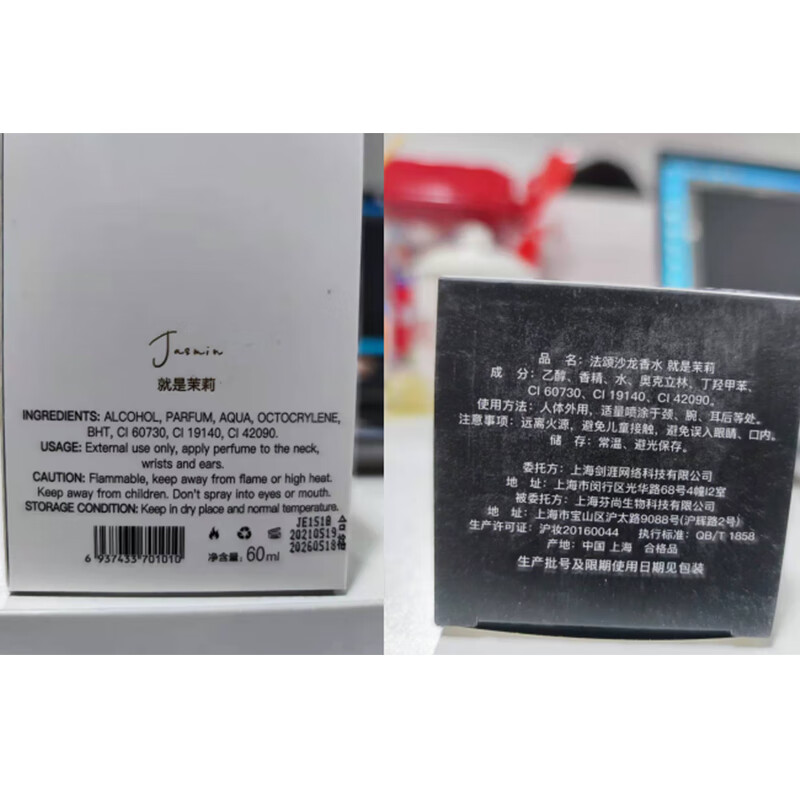 Jasmin
就是茉莉
INGREDIENTS: ALCOHOL, PARFUM, AQUA, OCTOCRYLENE,
BHT, CI 60730, CI 19140, CI 42090.
USAGE: External use only, apply perfume to the neck,
wrists and ears.
CAUTION: Flammable, keep away from flame or high heat.
Keep away from children. Don't spray into eyes or mouth.
STORAGE CONDITION: Keep in dry place and normal temperature.
JE1518 合
20210519
20260518 格
6 937433 701010
净含量: 60ml
品 名: 法颂沙龙香水 就是茉莉
成 分: 乙醇、香精、水、奥克立林、丁羟甲苯、
CI 60730、CI 19140、CI 42090。
使用方法: 人体外用, 适量喷涂于颈、腕、耳后等处。
注意事项: 远离火源, 避免儿童接触, 避免误入眼睛、口内。
储 存: 常温、避光保存。
委托方: 上海剑涯网络科技有限公司
地 址: 上海市闵行区光华路68号4幢I2室
被委托方: 上海芬尚生物科技有限公司
地 址: 上海市宝山区沪太路9088号(沪辉路2号)
生产许可证: 沪妆20160044 执行标准: QB/T 1858
产地: 中国 上海 合格品
生产批号及限期使用日期见包装